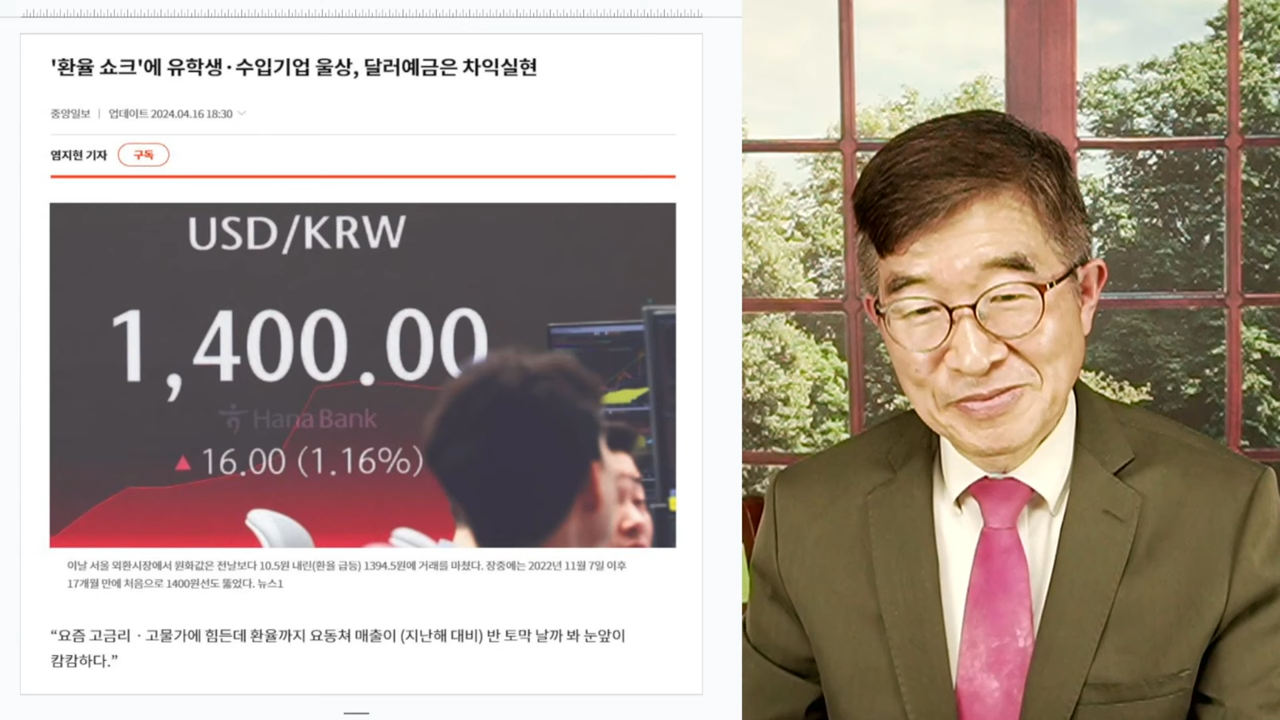 '환율 쇼크'에 유학생·수입기업 울상, 달러예금은 차익실현
중앙일보 | 업데이트 2024.04.16 18:30
염지현 기자 구독
USD/KRW
1,400.00
Hana Bank
▲ 16.00 (1.16%)
이날 서울 외환시장에서 원화값은 전날보다 10.5원 내린(환율 급등) 1394.5원에 거래를 마쳤다. 장중에는 2022년 11월 7일 이후
17개월 만에 처음으로 1400원선도 뚫었다. 뉴스1
“요즘 고금리ㆍ고물가에 힘든데 환율까지 요동쳐 매출이 (지난해 대비) 반 토막 날까 봐 눈앞이
캄캄하다.”